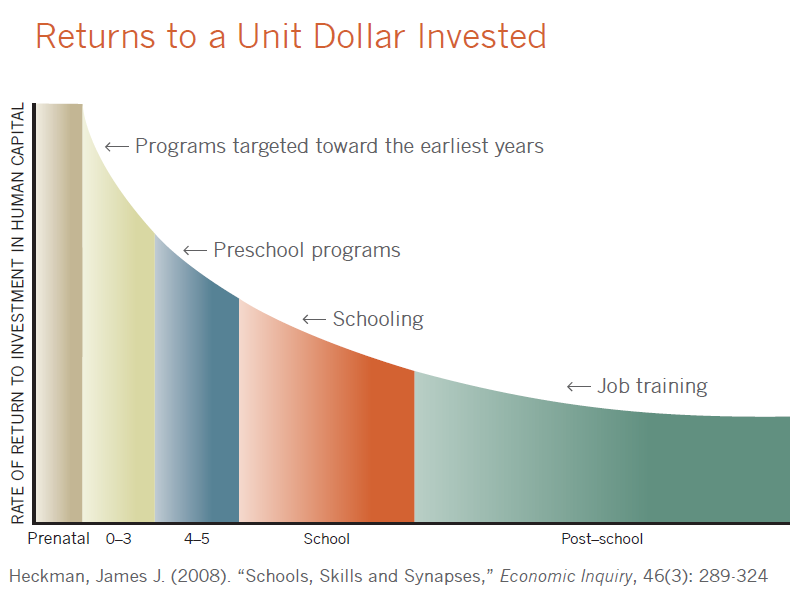 Returns to a Unit Dollar Invested
RATE OF RETURN TO INVESTMENT IN HUMAN CAPITAL
← Programs targeted toward the earliest years
← Preschool programs
← Schooling
← Job training
Prenatal 0–3 4–5 School Post–school
Heckman, James J. (2008). “Schools, Skills and Synapses,” Economic Inquiry, 46(3): 289-324